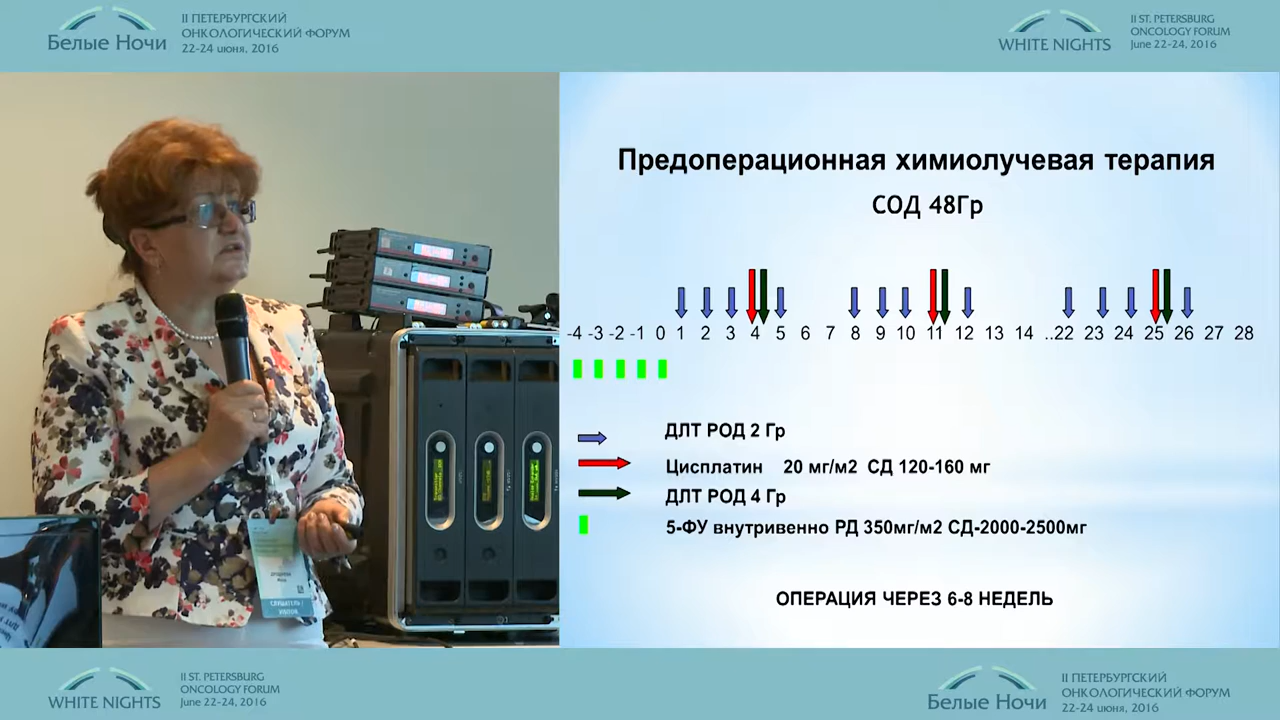 Белые Ночи
II ПЕТЕРБУРГСКИЙ
ОНКОЛОГИЧЕСКИЙ ФОРУМ
22-24 июня, 2016
WHITE NIGHTS
II ST. PETERSBURG
ONCOLOGY FORUM
June 22-24, 2016
Предоперационная химиолучевая терапия
СОД 48Гр
-4 -3 -2 -1 0 1 2 3 4 5 6 7 8 9 10 11 12 13 14 ..22 23 24 25 26 27 28
ДЛТ РОД 2 Гр
Цисплатин 20 мг/м2 СД 120-160 мг
ДЛТ РОД 4 Гр
5-ФУ внутривенно РД 350мг/м2 СД-2000-2500мг
ОПЕРАЦИЯ ЧЕРЕЗ 6-8 НЕДЕЛЬ
СЛУШАТЕЛЬ /
WHITE NIGHTS
II ST. PETERSBURG
ONCOLOGY FORUM
June 22-24, 2016
Белые Ночи
II ПЕТЕРБУРГСКИЙ
ОНКОЛОГИЧЕСКИЙ ФОРУМ
22-24 июня, 2016